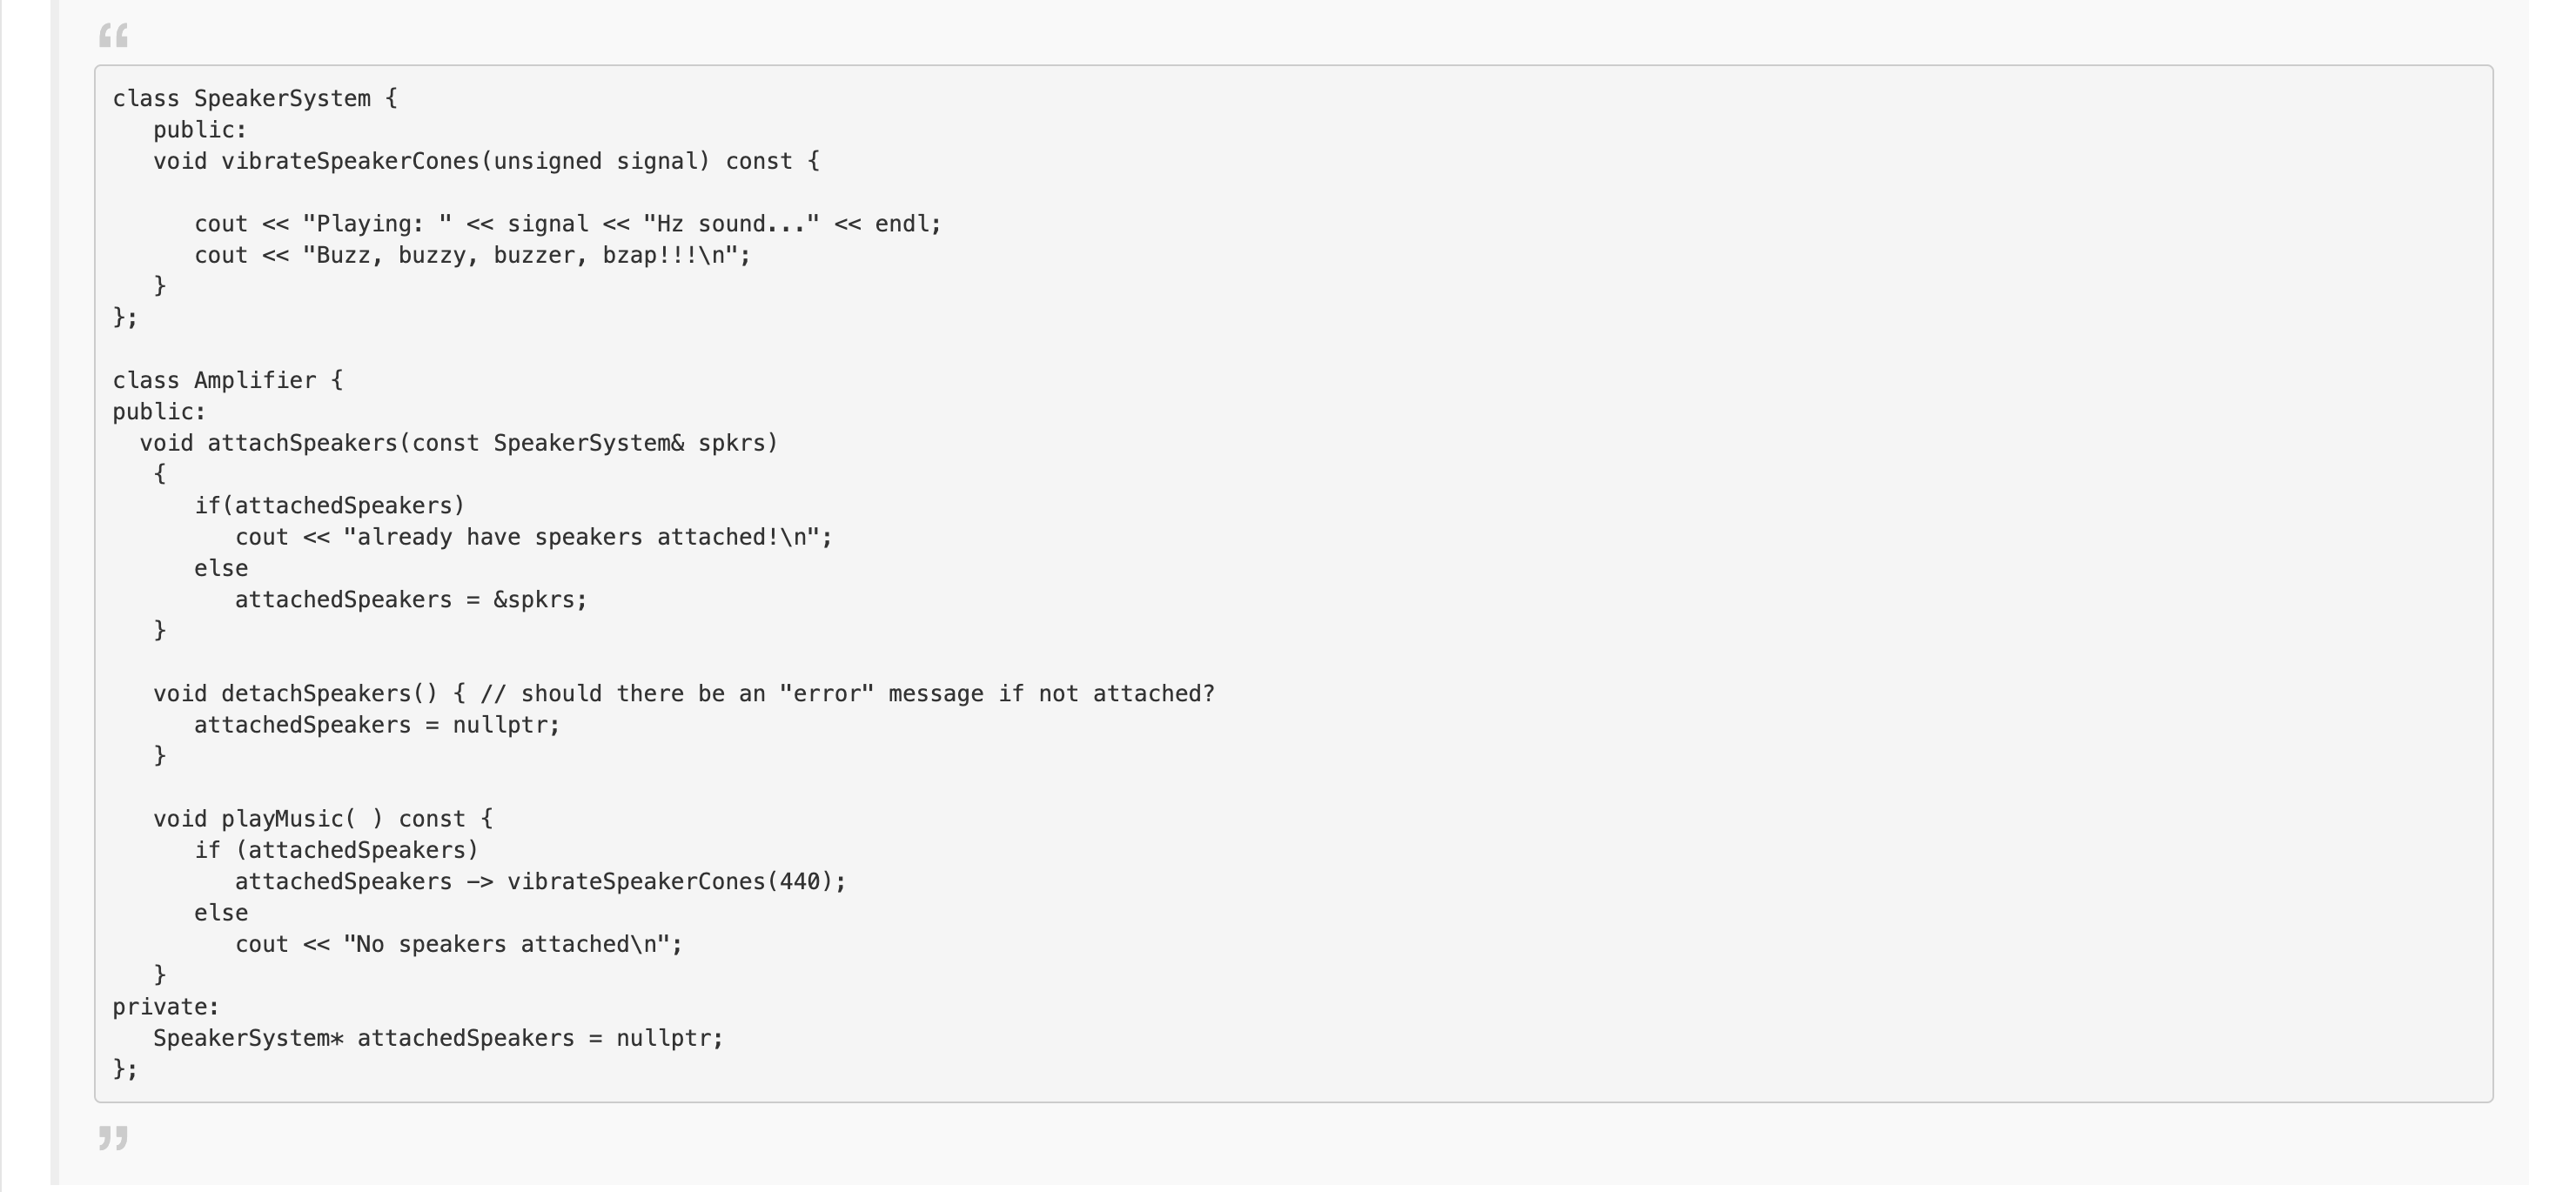 “
class SpeakerSystem {
   public:
   void vibrateSpeakerCones(unsigned signal) const {

      cout << "Playing: " << signal << "Hz sound..." << endl;
      cout << "Buzz, buzzy, buzzer, bzap!!!\n";
   }
};

class Amplifier {
public:
  void attachSpeakers(const SpeakerSystem& spkrs)
   {
      if(attachedSpeakers)
         cout << "already have speakers attached!\n";
      else
         attachedSpeakers = &spkrs;
   }

   void detachSpeakers() { // should there be an "error" message if not attached?
      attachedSpeakers = nullptr;
   }

   void playMusic( ) const {
      if (attachedSpeakers)
         attachedSpeakers -> vibrateSpeakerCones(440);
      else
         cout << "No speakers attached\n";
   }
private:
   SpeakerSystem* attachedSpeakers = nullptr;
};
”